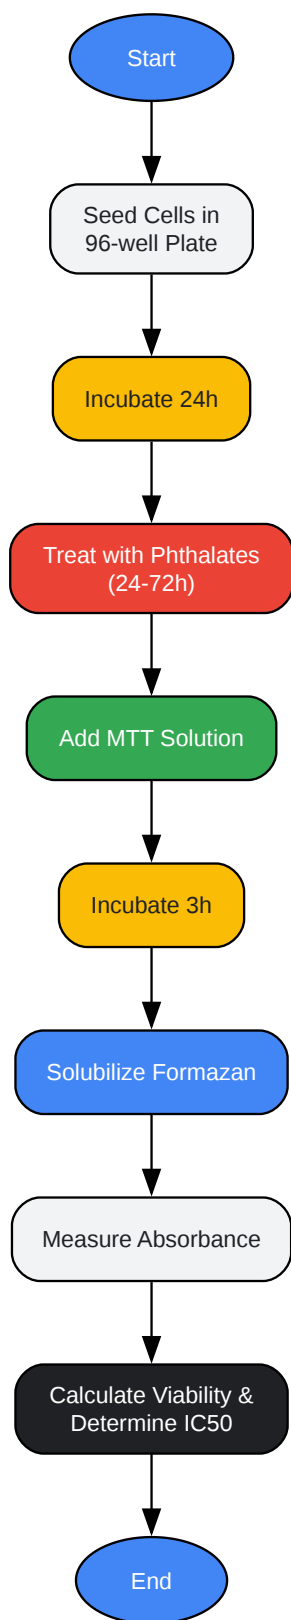 Start
Seed Cells in
96-well Plate
Incubate 24h
Treat with Phthalates
(24-72h)
Add MTT Solution
Incubate 3h
Solubilize Formazan
Measure Absorbance
Calculate Viability &
Determine IC50
End